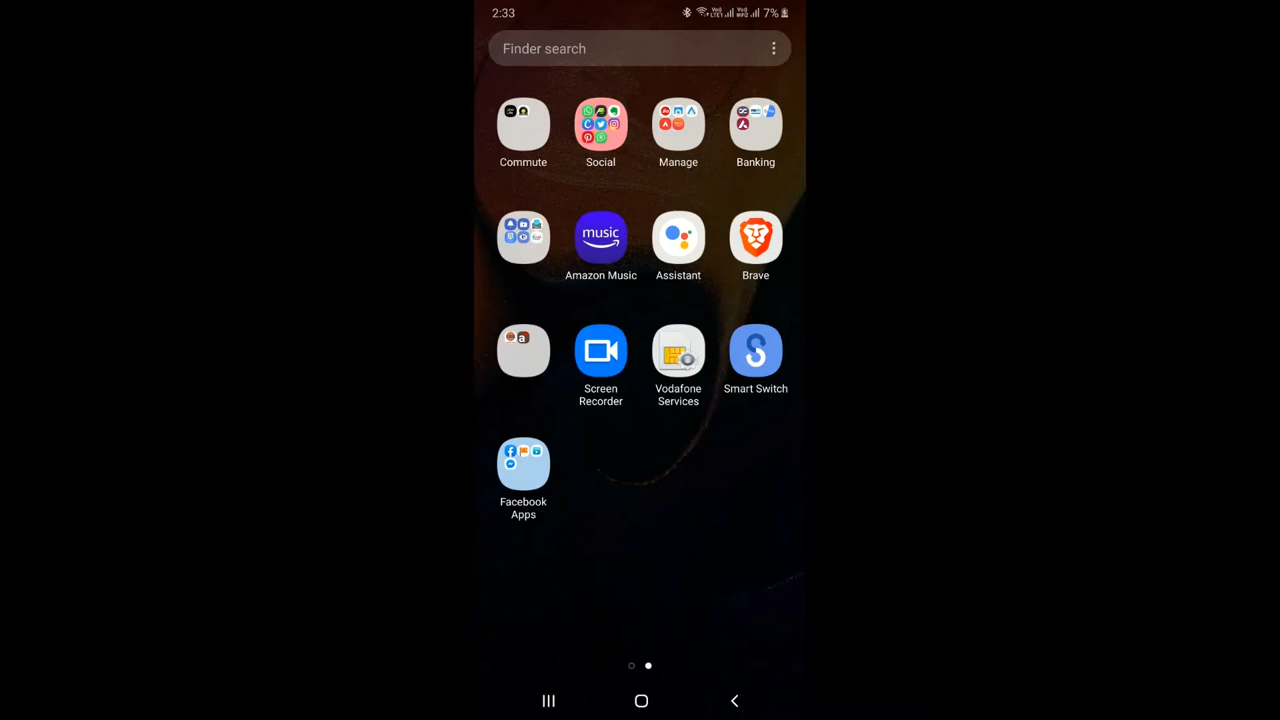 2:33
7%
Finder search
Commute
Social
Manage
Banking
music
Amazon Music
Assistant
Brave
a
Screen
Recorder
Vodafone
Services
Smart Switch
Facebook
Apps